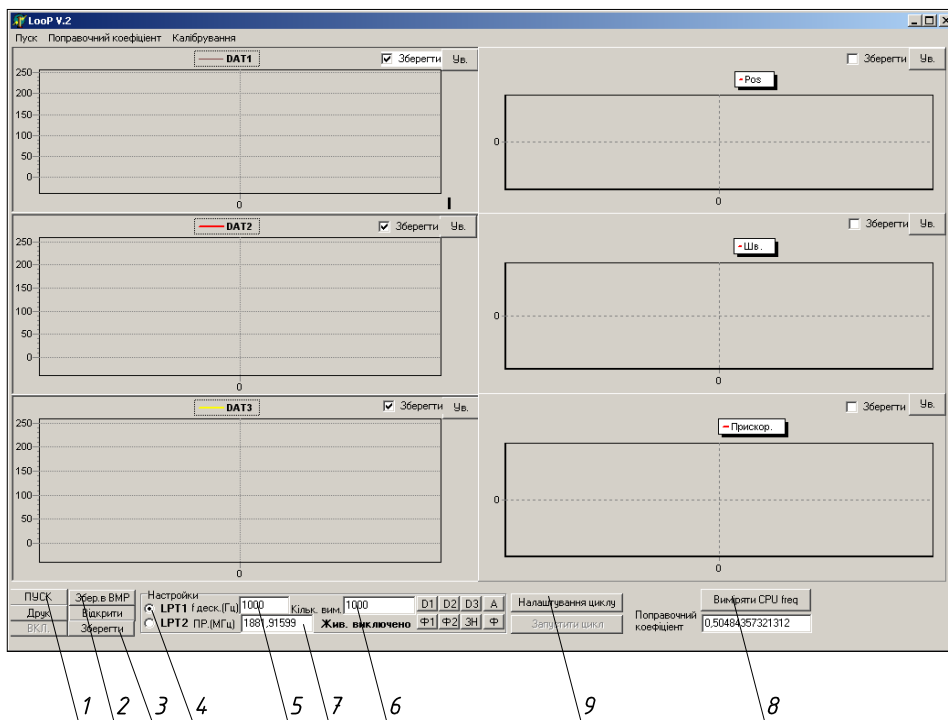 LooP V.2
Пуск Поправочний коефіцієнт Калібрування
DAT1
Зберегти
Ув.
250
200
150
100
50
0
0
Зберегти
Ув.
Pos
0
0
DAT2
Зберегти
Ув.
250
200
150
100
50
0
0
Зберегти
Ув.
Шв.
0
0
DAT3
Зберегти
Ув.
250
200
150
100
50
0
0
Зберегти
Ув.
Прискор.
0
0
ПУСК Збер.в BMP
Друк Відкрити
ВКЛ. Зберегти
Настройки
LPT1 f деск.(Гц) 1000 Кільк. вим. 1000
LPT2 ПР.(МГц) 1881,91599 Жив. виключено
D1 D2 D3 A
Ф1 Ф2 ЗН Ф
Налаштування циклу
Запустити цикл
Виміряти CPU freq
Поправочний коефіцієнт 0,50484357321312
1 2 3 4 5 7 6 9 8